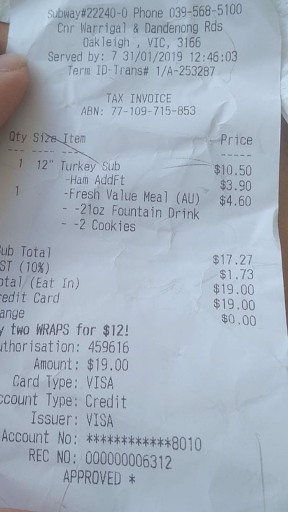 Subway#22240-0 Phone 039-568-5100
Cnr Warrigal & Dandenong Rds
Oakleigh , VIC, 3166
Served by: 7 31/01/2019 12:46:03
Term ID-Trans# 1/A-253287
TAX INVOICE
ABN: 77-109-715-853
Qty Size Item Price
--- ---- ---- -----
1 12" Turkey Sub $10.50
-Ham AddFt $3.90
1 -Fresh Value Meal (AU) $4.60
- -21oz Fountain Drink
- -2 Cookies
ub Total $17.27
ST (10%) $1.73
otal (Eat In) $19.00
redit Card $19.00
ange $0.00
y two WRAPS for $12!
uthorisation: 459616
Amount: $19.00
Card Type: VISA
ccount Type: Credit
Issuer: VISA
Account No: ************8010
REC NO: 000000006312
APPROVED *